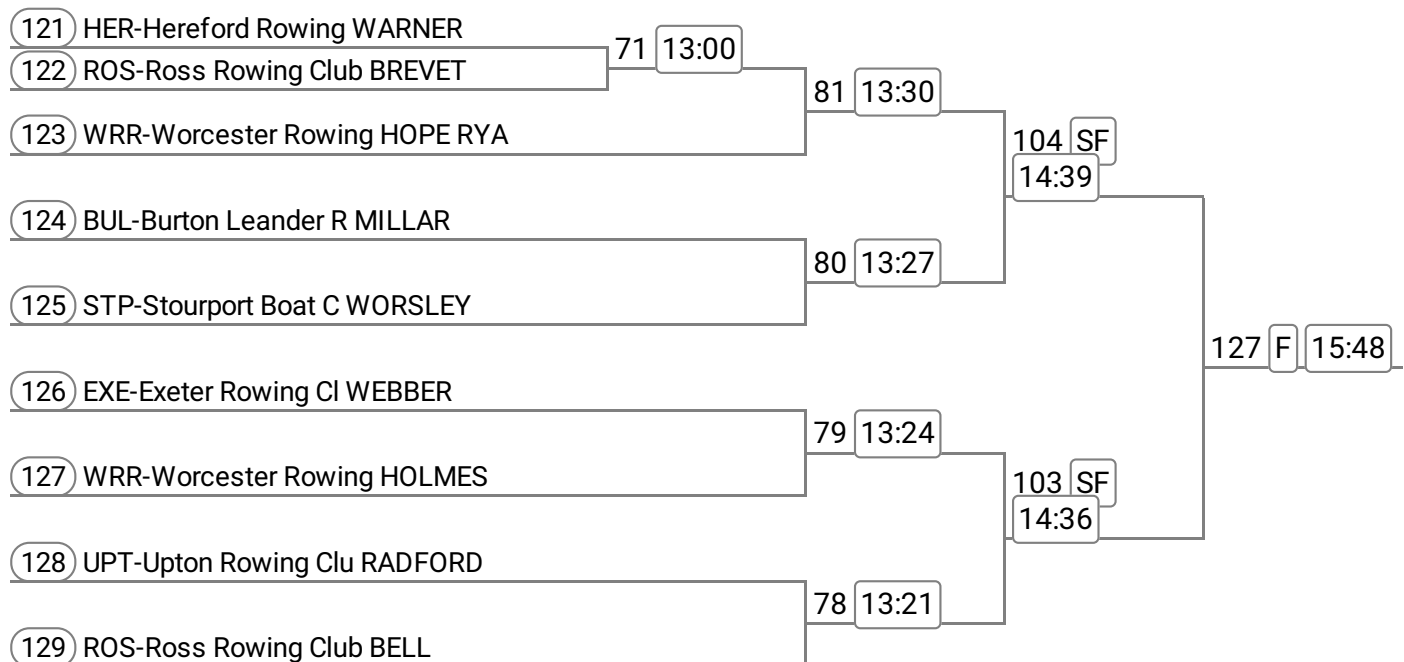 121 HER-Hereford Rowing WARNER
71 13:00
122 ROS-Ross Rowing Club BREVET
81 13:30
123 WRR-Worcester Rowing HOPE RYA
104 SF
14:39
124 BUL-Burton Leander R MILLAR
80 13:27
125 STP-Stourport Boat C WORSLEY
127 F 15:48
126 EXE-Exeter Rowing Cl WEBBER
79 13:24
127 WRR-Worcester Rowing HOLMES
103 SF
14:36
128 UPT-Upton Rowing Clu RADFORD
78 13:21
129 ROS-Ross Rowing Club BELL